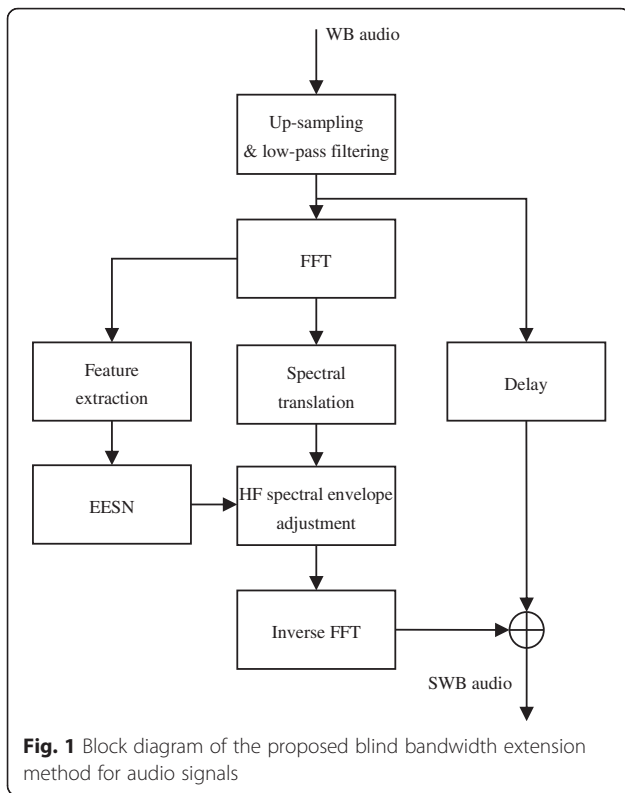 WB audio
Up-sampling
& low-pass filtering
FFT
Feature
extraction
Spectral
translation
Delay
EESN
HF spectral envelope
adjustment
Inverse FFT
SWB audio
Fig. 1 Block diagram of the proposed blind bandwidth extension
method for audio signals